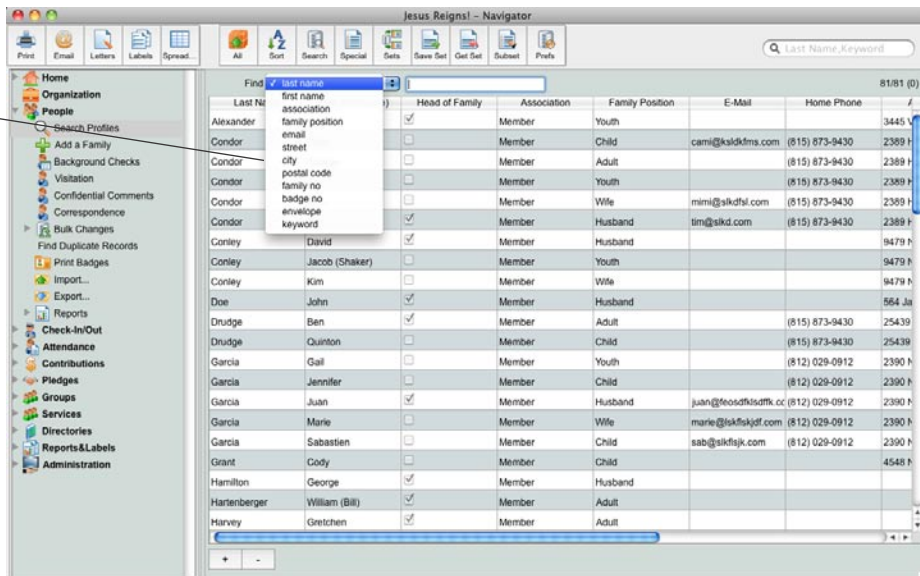 Jesus Reigns! – Navigator
Print Email Letters Labels Spread... All Sort Search Special Sets Save Set Get Set Subset Prefs Last Name,Keyword
Home
Organization
People
Search Profiles
Add a Family
Background Checks
Visitation
Confidential Comments
Correspondence
Bulk Changes
Find Duplicate Records
Print Badges
Import...
Export...
Reports
Check-In/Out
Attendance
Contributions
Pledges
Groups
Services
Directories
Reports&Labels
Administration
Find ✓ last name 81/81 (0)
first name
association
family position
email
street
city
postal code
family no
badge no
envelope
keyword
Last Na Head of Family Association Family Position E-Mail Home Phone
Alexander Member Youth 3445
Condor Member Child cami@ksldkfms.com (815) 873-9430 2389
Condor Member Adult (815) 873-9430 2389
Condor Member Youth (815) 873-9430 2389
Condor Member Wife mimi@slkdfsl.com (815) 873-9430 2389
Condor Member Husband tim@slkd.com (815) 873-9430 2389
Conley David Member Husband 9479
Conley Jacob (Shaker) Member Youth 9479
Conley Kim Member Wife 9479
Doe John Member Husband 564 Ja
Drudge Ben Member Adult (815) 873-9430 25439
Drudge Quinton Member Child (815) 873-9430 25439
Garcia Gail Member Youth (812) 029-0912 2390
Garcia Jennifer Member Child (812) 029-0912 2390
Garcia Juan Member Husband juan@feosdfklsdffk.cc (812) 029-0912 2390
Garcia Marie Member Wife marie@lskflskjdf.com (812) 029-0912 2390
Garcia Sabastien Member Child sab@slkflsjk.com (812) 029-0912 2390
Grant Cody Member Child 4548
Hamilton George Member Husband
Hartenberger William (Bill) Member Adult
Harvey Gretchen Member Adult
+ -